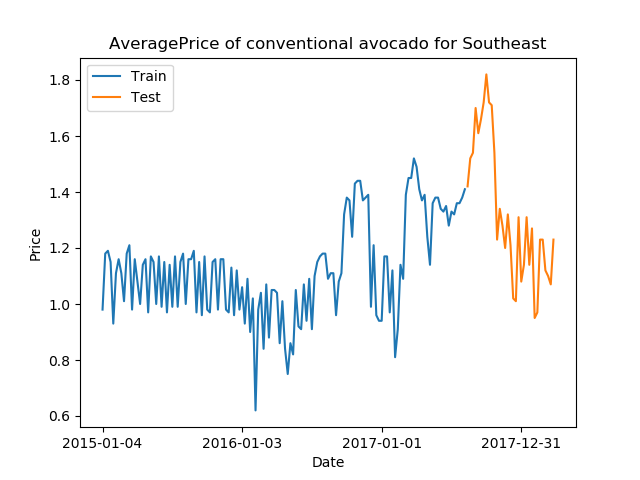 AveragePrice of conventional avocado for Southeast
Train
Test
Price
1.8
1.6
1.4
1.2
1.0
0.8
0.6
2015-01-04
2016-01-03
2017-01-01
2017-12-31
Date